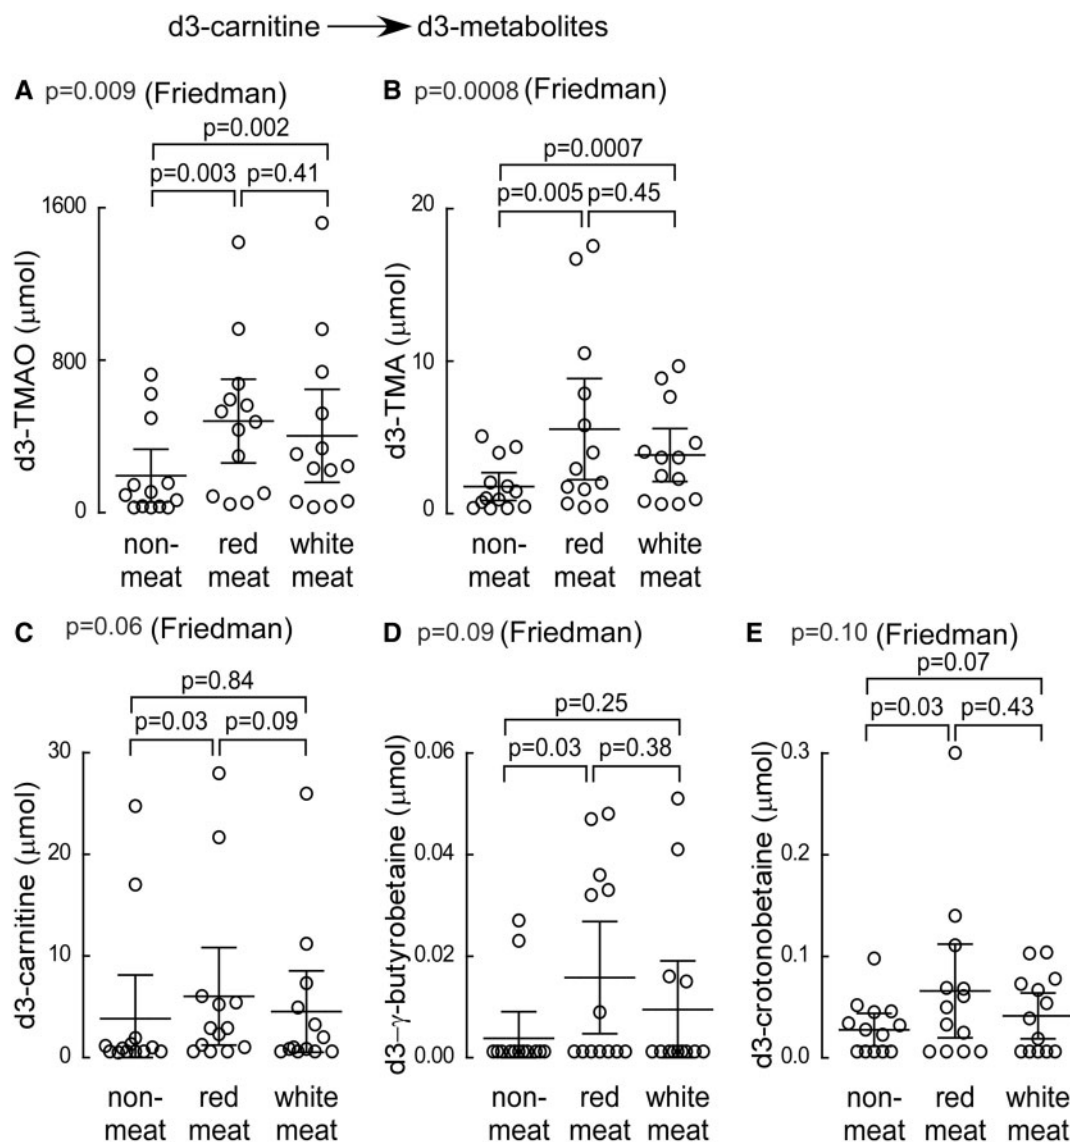 d3-carnitine → d3-metabolites
A p=0.009 (Friedman)
p=0.002
p=0.003 p=0.41
d3-TMAO (μmol)
1600
800
0
non-meat red meat white meat
B p=0.0008 (Friedman)
p=0.0007
p=0.005 p=0.45
d3-TMA (μmol)
20
10
0
non-meat red meat white meat
C p=0.06 (Friedman)
p=0.84
p=0.03 p=0.09
d3-carnitine (μmol)
30
20
10
0
non-meat red meat white meat
D p=0.09 (Friedman)
p=0.25
p=0.03 p=0.38
d3–γ-butyrobetaine (μmol)
0.06
0.04
0.02
0.00
non-meat red meat white meat
E p=0.10 (Friedman)
p=0.07
p=0.03 p=0.43
d3-crotonobetaine (μmol)
0.3
0.2
0.1
0.0
non-meat red meat white meat